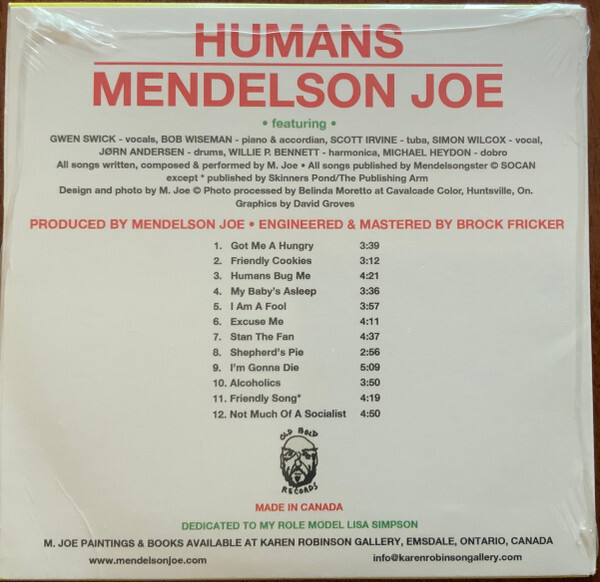 HUMANS
MENDELSON JOE
• featuring •
GWEN SWICK - vocals, BOB WISEMAN - piano & accordian, SCOTT IRVINE - tuba, SIMON WILCOX - vocal,
JØRN ANDERSEN - drums, WILLIE P. BENNETT - harmonica, MICHAEL HEYDON - dobro
All songs written, composed & performed by M. Joe • All songs published by Mendelsongster © SOCAN
except * published by Skinners Pond/The Publishing Arm
Design and photo by M. Joe © Photo processed by Belinda Moretto at Cavalcade Color, Huntsville, On.
Graphics by David Groves
PRODUCED BY MENDELSON JOE • ENGINEERED & MASTERED BY BROCK FRICKER
1. Got Me A Hungry 3:39
2. Friendly Cookies 3:12
3. Humans Bug Me 4:21
4. My Baby's Asleep 3:36
5. I Am A Fool 3:57
6. Excuse Me 4:11
7. Stan The Fan 4:37
8. Shepherd's Pie 2:56
9. I'm Gonna Die 5:09
10. Alcoholics 3:50
11. Friendly Song* 4:19
12. Not Much Of A Socialist 4:50
OLD BOLD
RECORDS
MADE IN CANADA
DEDICATED TO MY ROLE MODEL LISA SIMPSON
M. JOE PAINTINGS & BOOKS AVAILABLE AT KAREN ROBINSON GALLERY, EMSDALE, ONTARIO, CANADA
www.mendelsonjoe.com info@karenrobinsongallery.com